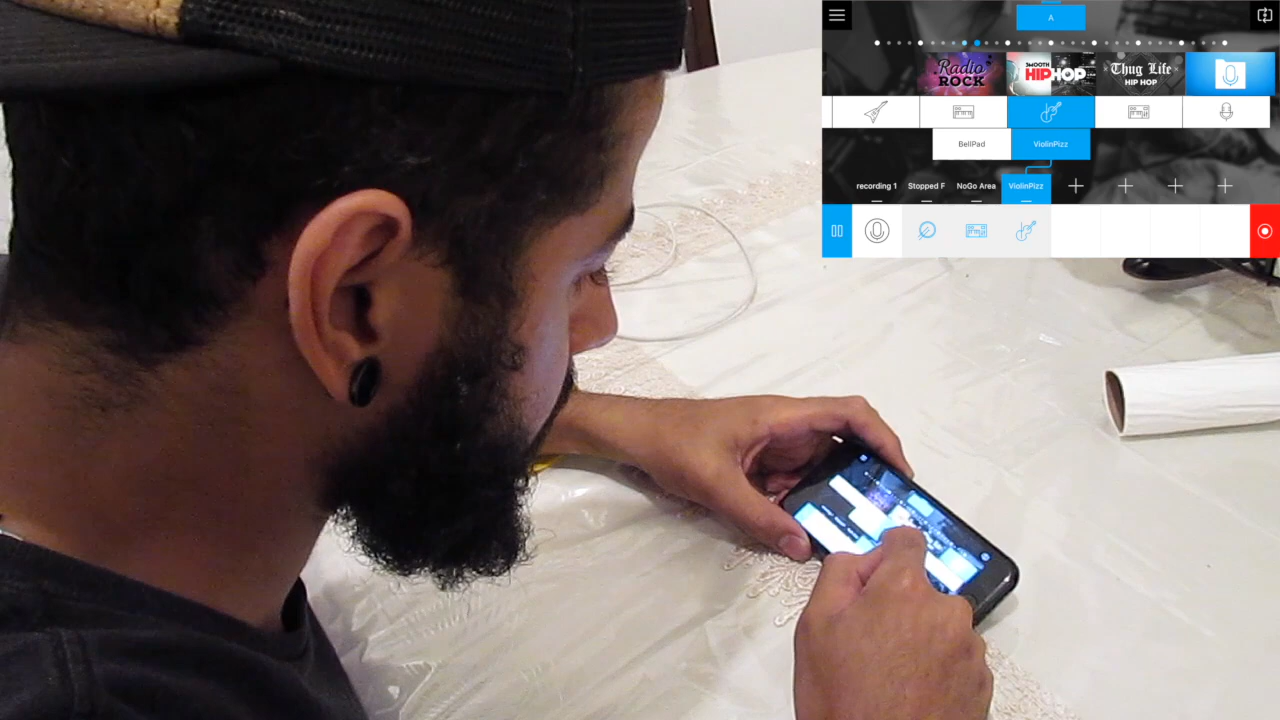 A
Radio ROCK
SMOOTH HIPHOP
Thug Life HIP HOP
BellPad ViolinPizz
recording 1 Stopped F NoGo Area ViolinPizz